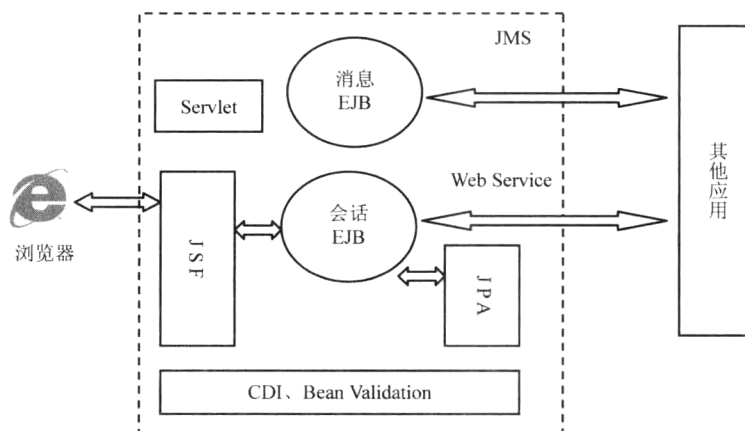 JMS
消息
EJB
Servlet
Web Service
会话
EJB
浏览器
JSF
JPA
其他应用
CDI、Bean Validation